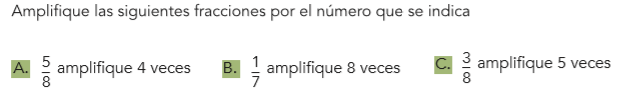 Amplifique las siguientes fracciones por el número que se indica
A. 5/8 amplifique 4 veces B. 1/7 amplifique 8 veces C. 3/8 amplifique 5 veces